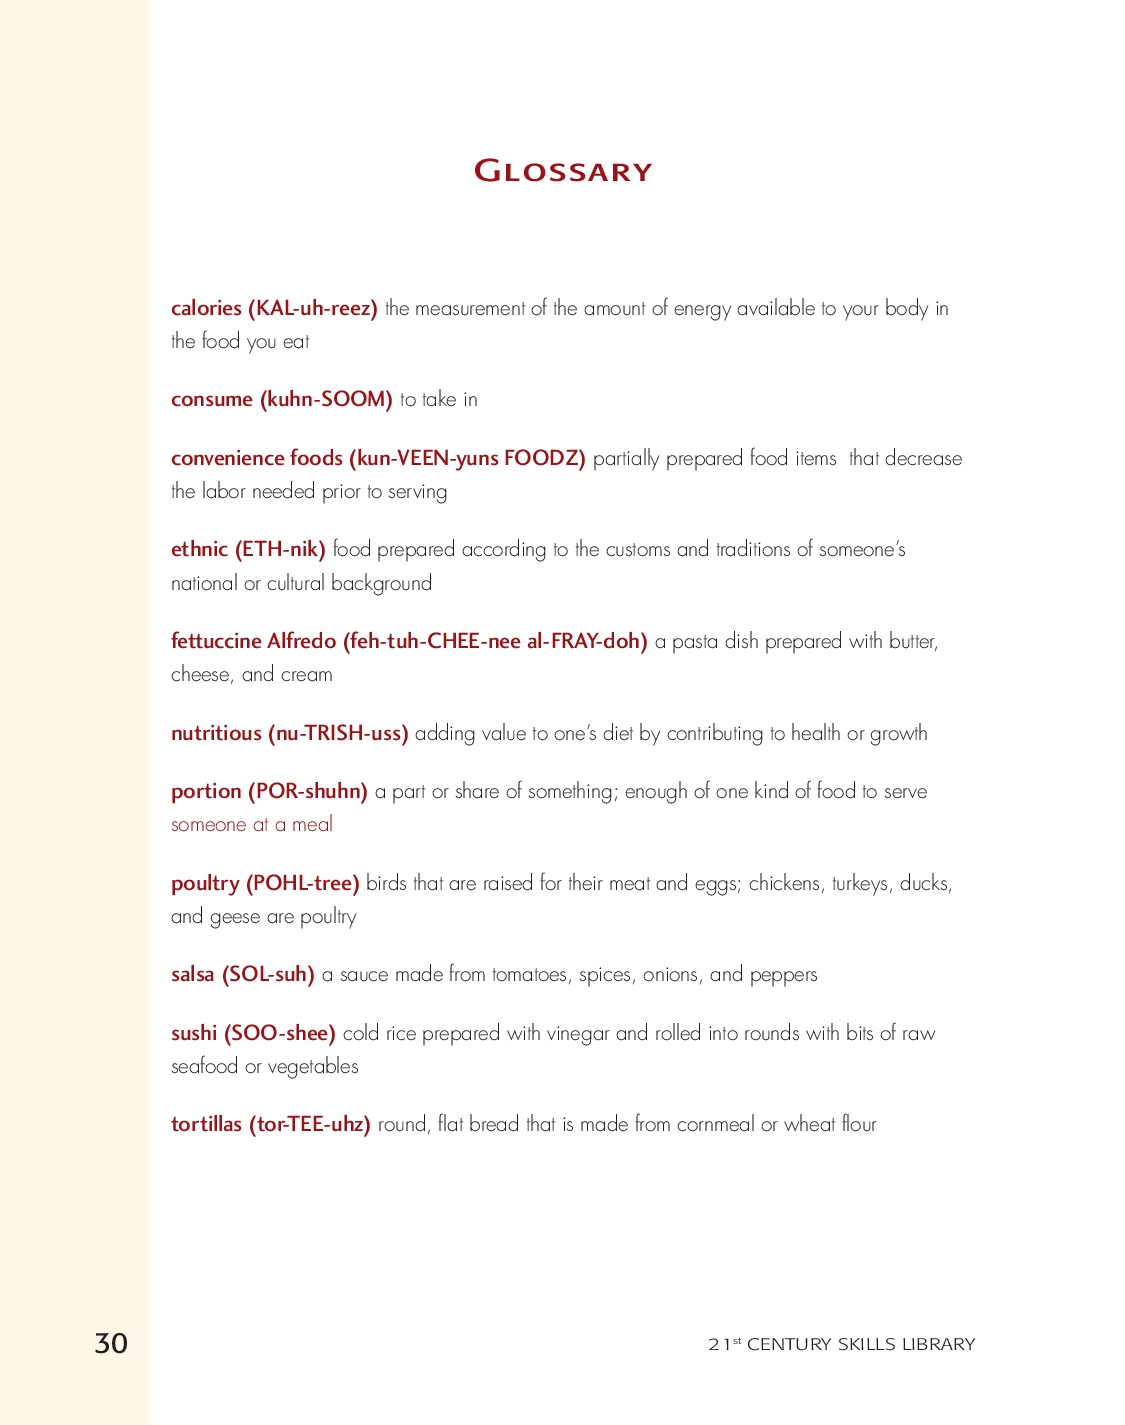 Glossary
calories (KAL-uh-reez) the measurement of the amount of energy available to your body in
the food you eat
consume (kuhn-SOOM) to take in
convenience foods (kun-VEEN-yuns FOODZ) partially prepared food items  that decrease
the labor needed prior to serving
ethnic (ETH-nik) food prepared according to the customs and traditions of someone’s
national or cultural background
fettuccine Alfredo (feh-tuh-CHEE-nee al-FRAY-doh) a pasta dish prepared with butter,
cheese, and cream
nutritious (nu-TRISH-uss) adding value to one’s diet by contributing to health or growth
portion (POR-shuhn) a part or share of something; enough of one kind of food to serve
someone at a meal
poultry (POHL-tree) birds that are raised for their meat and eggs; chickens, turkeys, ducks,
and geese are poultry
salsa (SOL-suh) a sauce made from tomatoes, spices, onions, and peppers
sushi (SOO-shee) cold rice prepared with vinegar and rolled into rounds with bits of raw
seafood or vegetables
tortillas (tor-TEE-uhz) round, flat bread that is made from cornmeal or wheat flour
30
21st CENTURY SKILLS LIBRARY